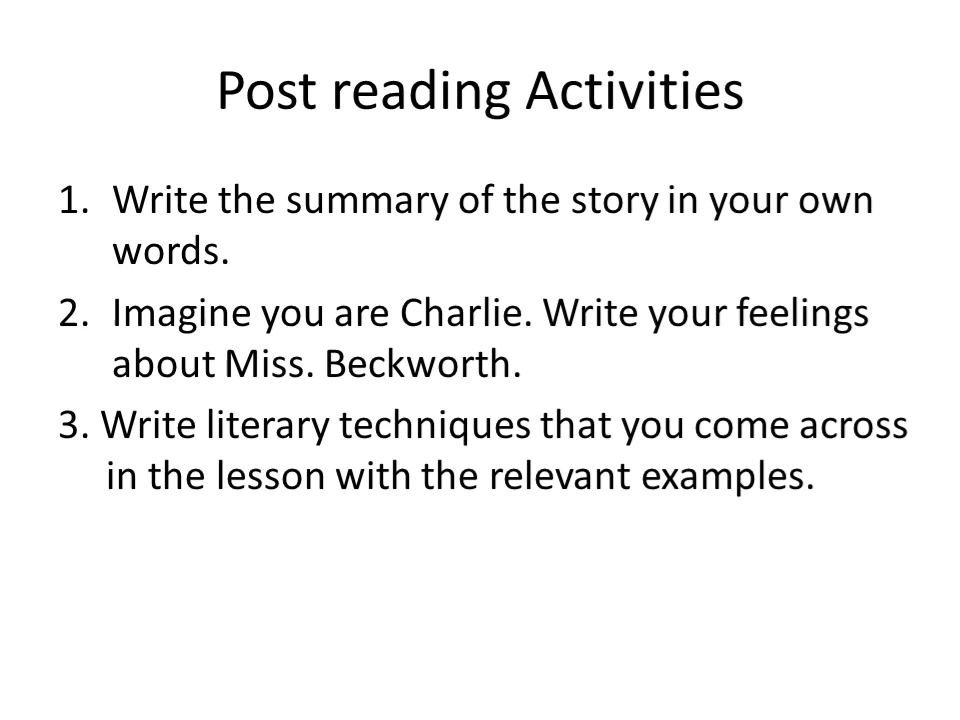 Post reading Activities
1. Write the summary of the story in your own
words.
2. Imagine you are Charlie. Write your feelings
about Miss. Beckworth.
3. Write literary techniques that you come across
in the lesson with the relevant examples.